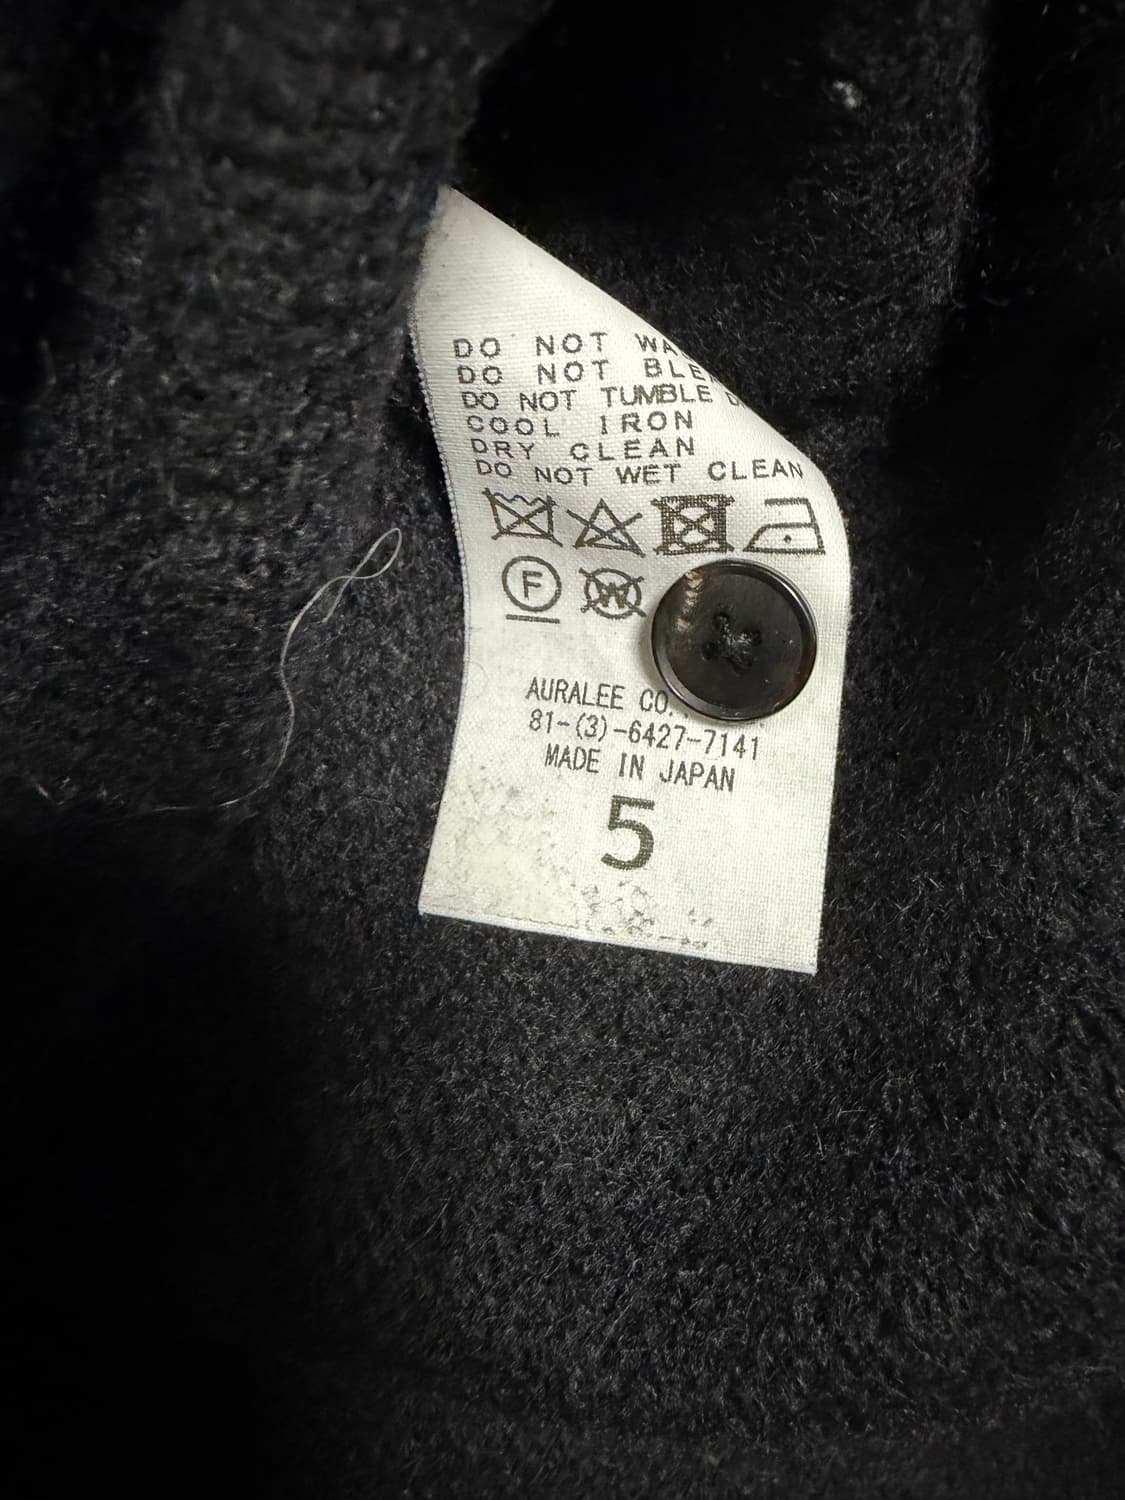 DO NOT
DO NOT
DO NOT TUMBLE
COOL IRON
DRY CLEAN
DO NOT WET CLEAN
F
W
AURALEE CO.
81-(3)-6427-7141
MADE IN JAPAN
5